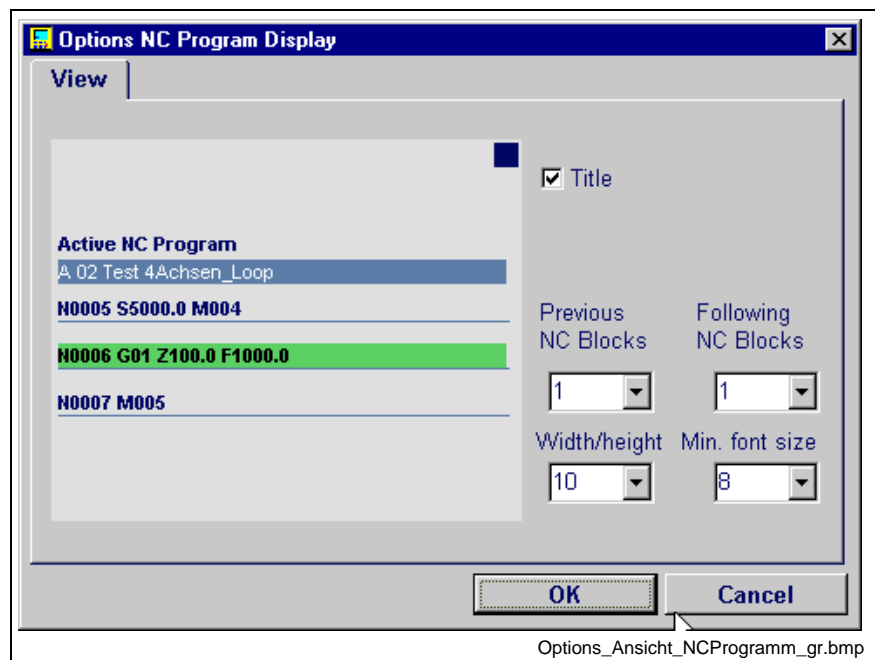 Options NC Program Display
View
Title
Active NC Program
A 02 Test 4Achsen_Loop
N0005 S5000.0 M004
N0006 G01 Z100.0 F1000.0
N0007 M005
Previous
NC Blocks
Following
NC Blocks
1
1
Width/height
Min. font size
10
8
OK
Cancel
Options_Ansicht_NCProgramm_gr.bmp